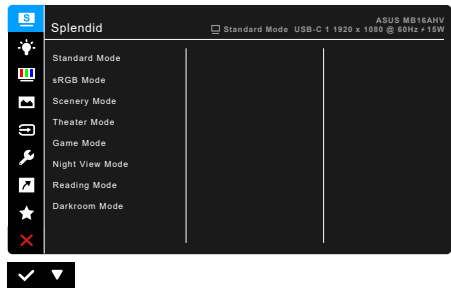 S
ASUS MB16AHV
Splendid
Standard Mode USB-C 1 1920 x 1080 @ 60Hz ⚡15W
Standard Mode
sRGB Mode
Scenery Mode
Theater Mode
Game Mode
Night View Mode
Reading Mode
Darkroom Mode